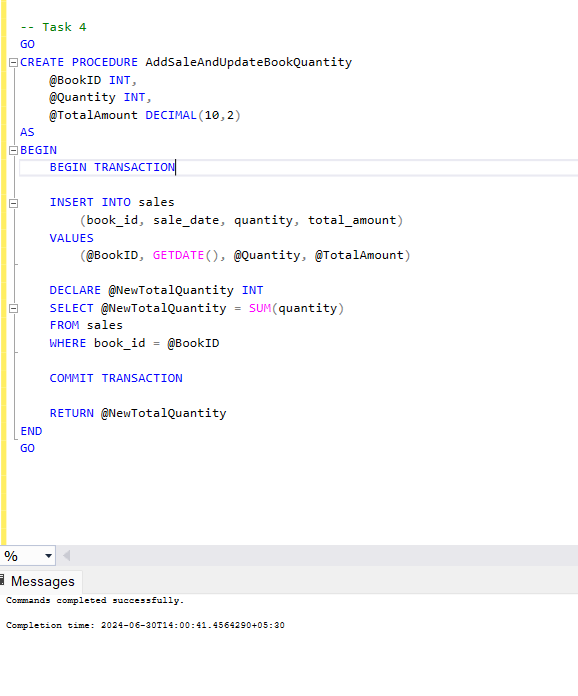 -- Task 4
GO
CREATE PROCEDURE AddSaleAndUpdateBookQuantity
@BookID INT,
@Quantity INT,
@TotalAmount DECIMAL(10,2)
AS
BEGIN
BEGIN TRANSACTION
INSERT INTO sales
(book_id, sale_date, quantity, total_amount)
VALUES
(@BookID, GETDATE(), @Quantity, @TotalAmount)
DECLARE @NewTotalQuantity INT
SELECT @NewTotalQuantity = SUM(quantity)
FROM sales
WHERE book_id = @BookID
COMMIT TRANSACTION
RETURN @NewTotalQuantity
END
GO
%
Messages
Commands completed successfully.
Completion time: 2024-06-30T14:00:41.4564290+05:30